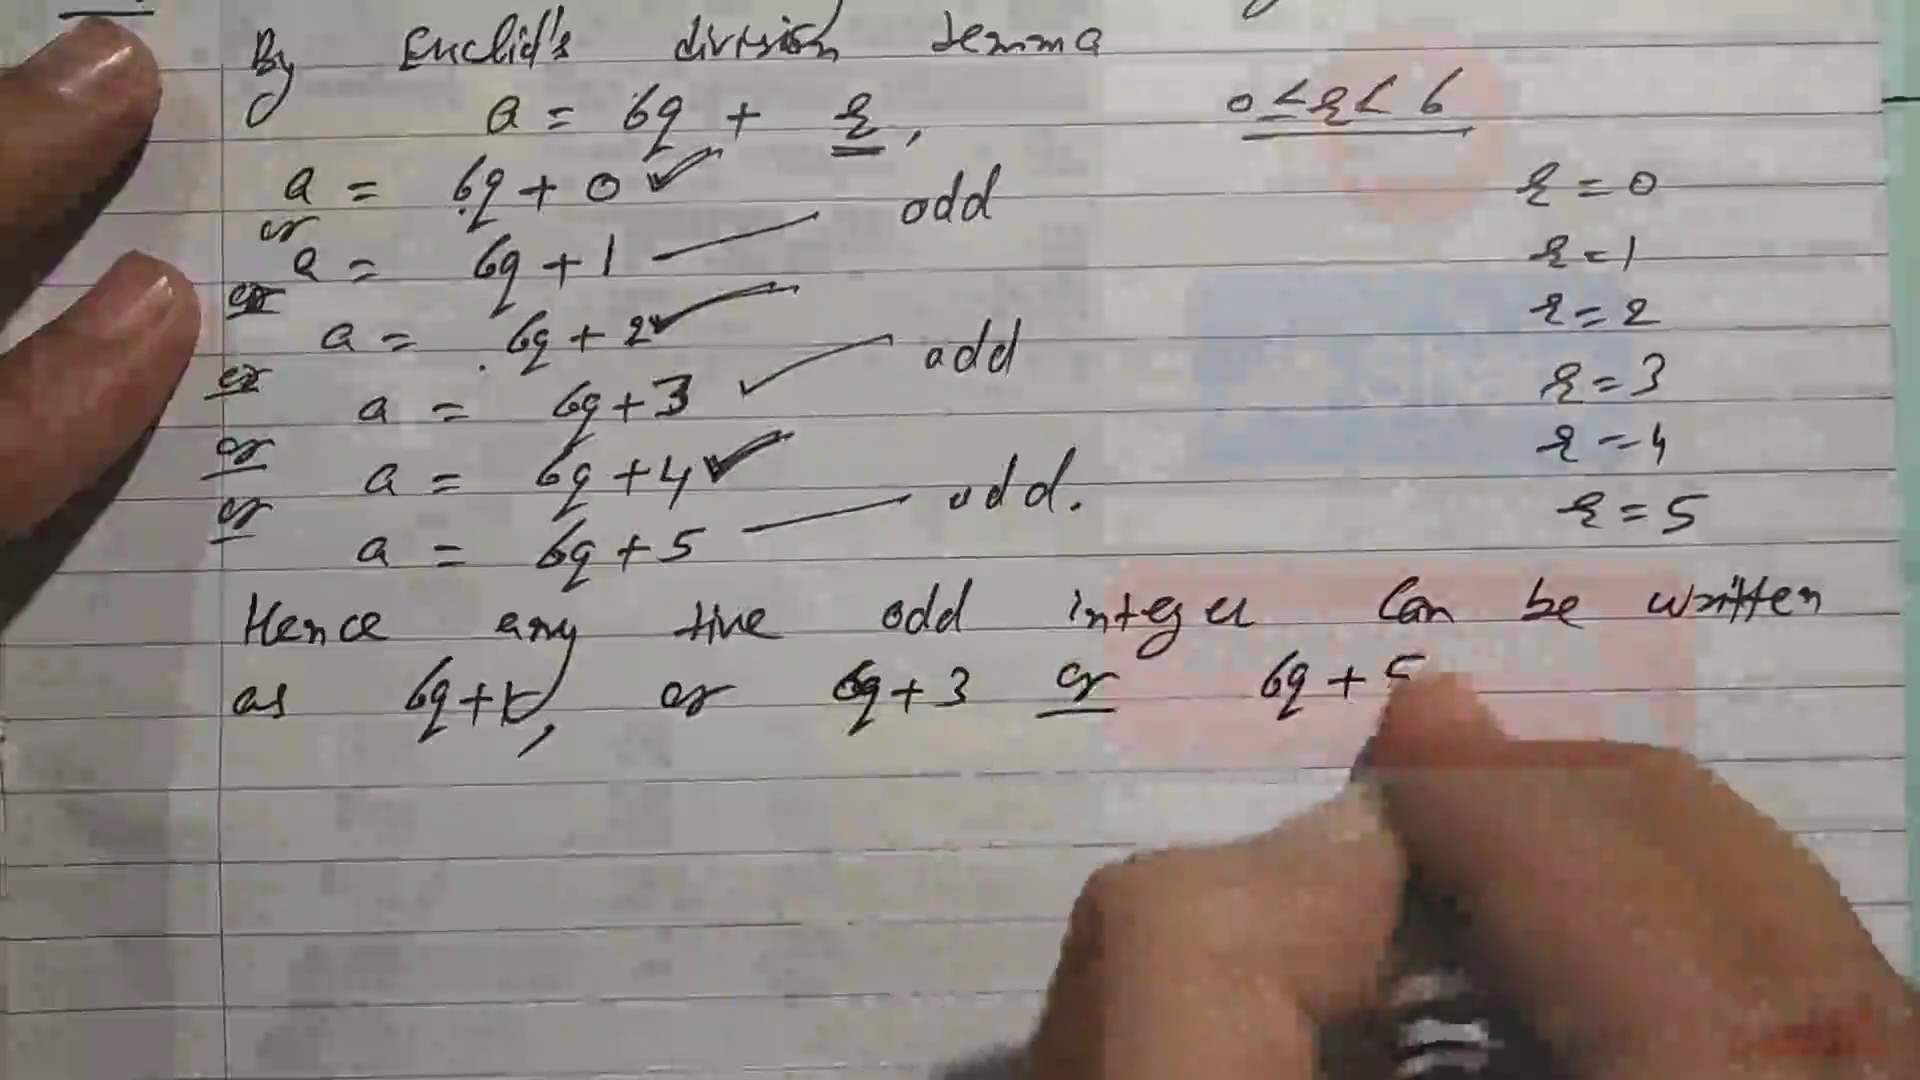 By Euclid's division lemma
a = 6q + r, 0 ≤ r < 6
a = 6q + 0 ✓ r = 0
or
a = 6q + 1 — odd r = 1
or
a = 6q + 2 ✓ r = 2
or
a = 6q + 3 — odd r = 3
or
a = 6q + 4 ✓ r = 4
or
a = 6q + 5 — odd. r = 5
Hence any +ive odd integer can be written
as 6q+1, or 6q+3 or 6q+5